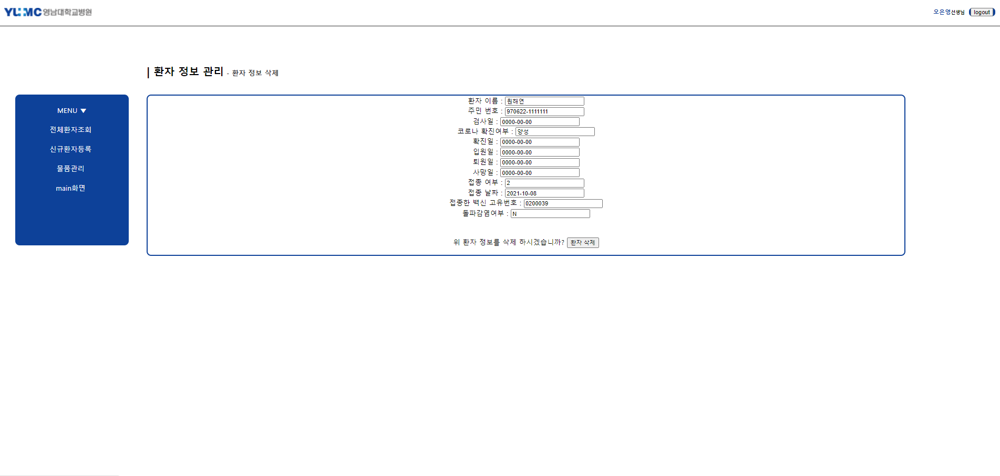 YUMC 영남대학교병원
오은영선생님 logout
| 환자 정보 관리 - 환자 정보 삭제
MENU ▼
전체환자조회
신규환자등록
물품관리
main화면
환자 이름 : 원해연
주민 번호 : 970622-1111111
검사일 : 0000-00-00
코로나 확진여부 : 양성
확진일 : 0000-00-00
입원일 : 0000-00-00
퇴원일 : 0000-00-00
사망일 : 0000-00-00
접종 여부 : 2
접종 날짜 : 2021-10-08
접종한 백신 고유번호 : 0200039
돌파감염여부 : N
위 환자 정보를 삭제 하시겠습니까? 환자 삭제